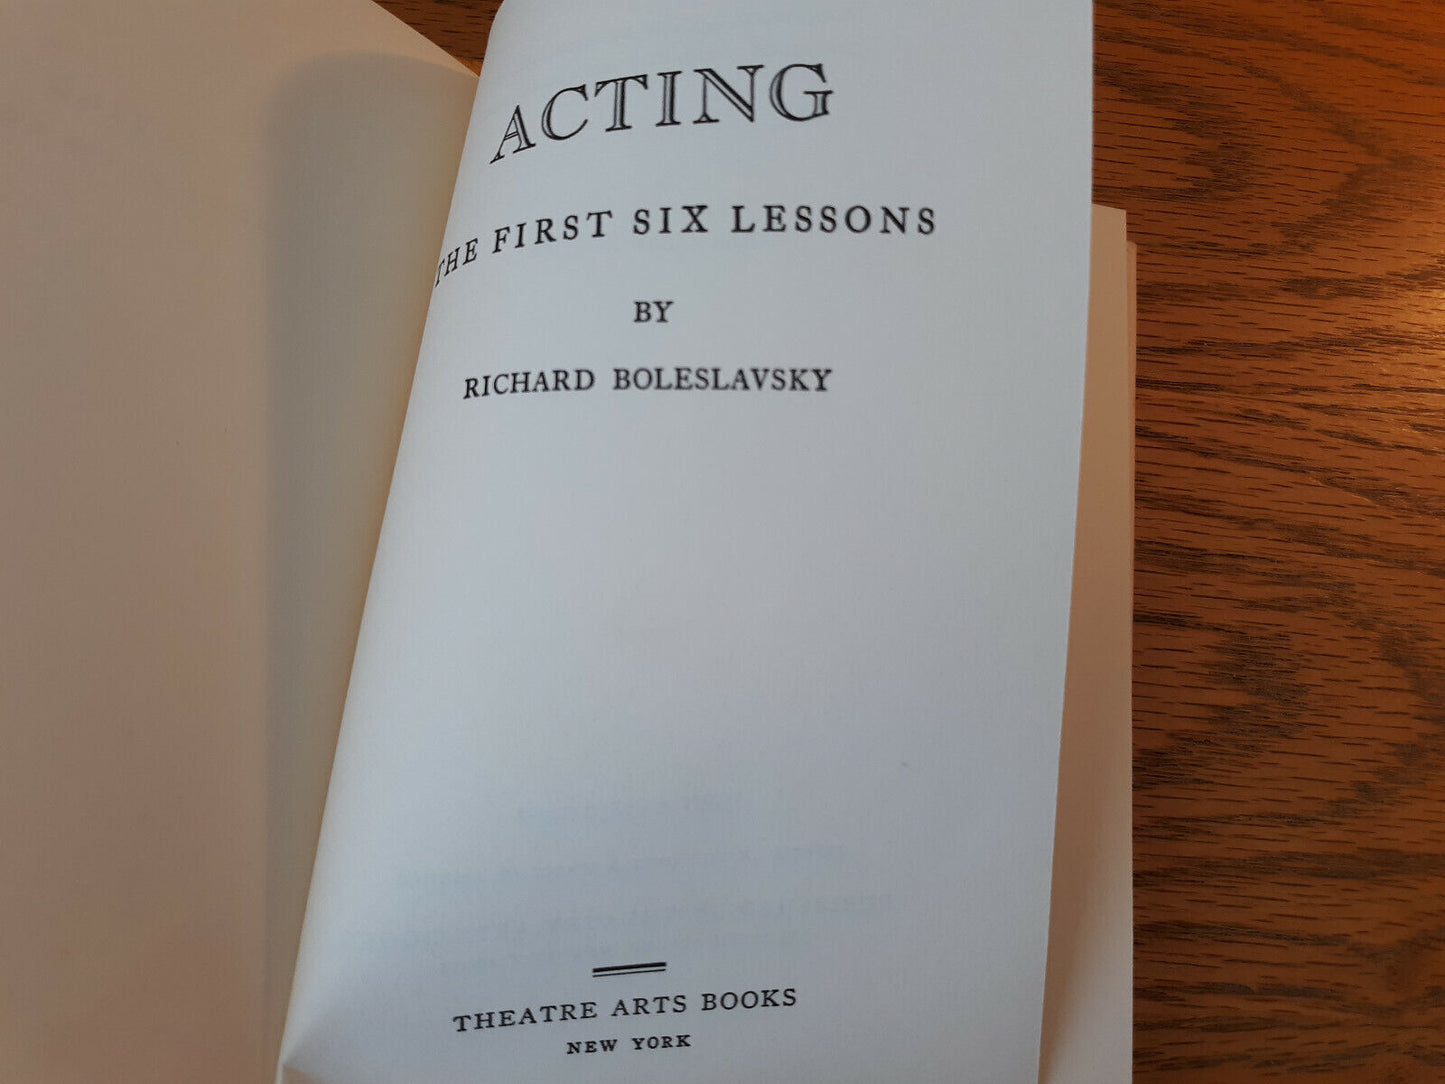 ACTING
THE FIRST SIX LESSONS
BY
RICHARD BOLESLAVSKY
THEATRE ARTS BOOKS
NEW YORK